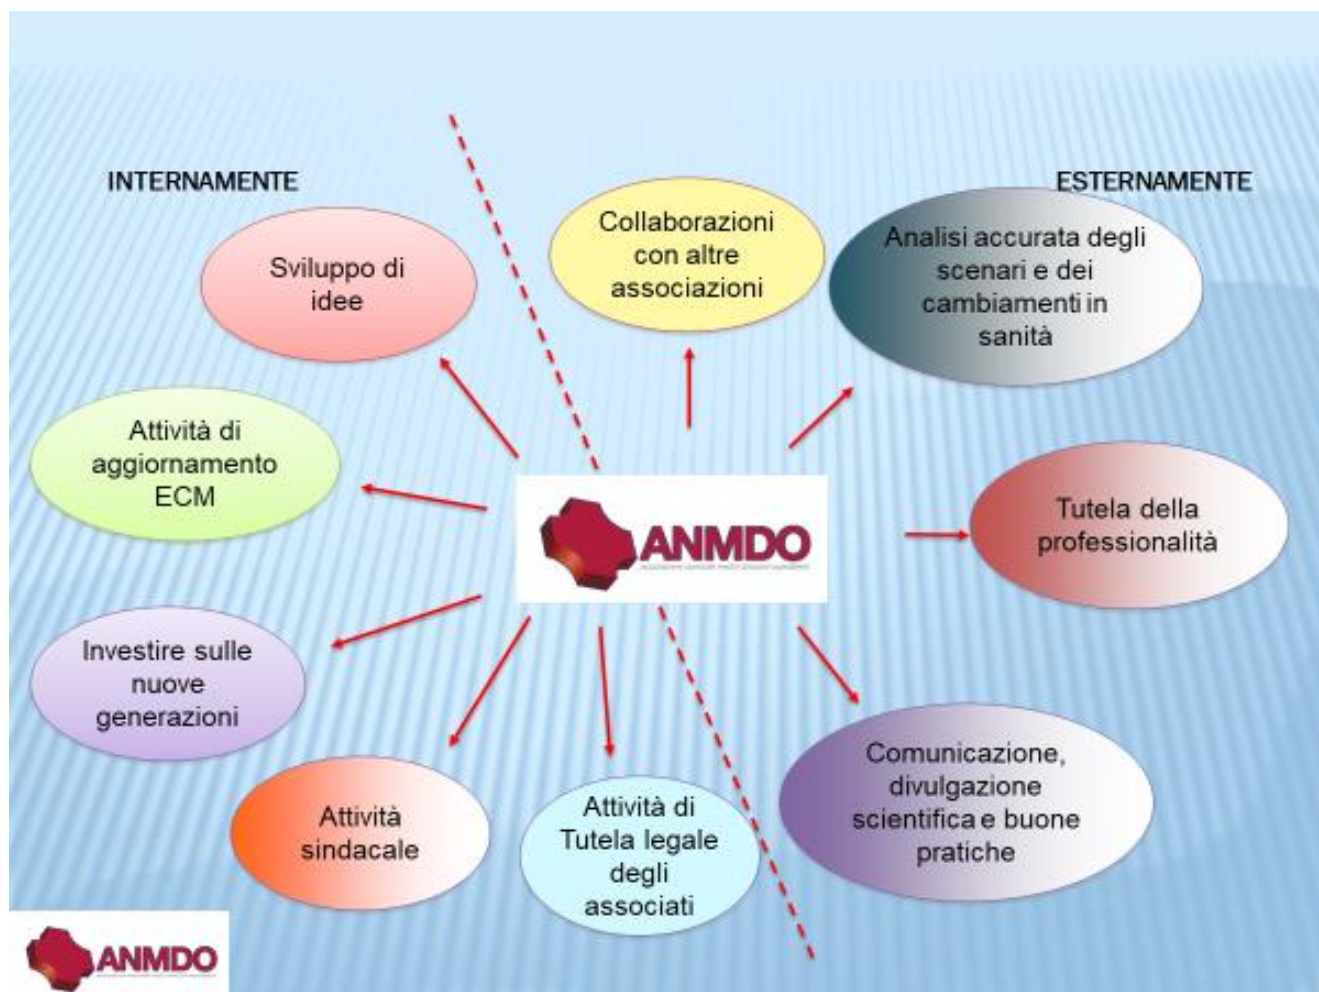 INTERNAMENTE
ESTERNAMENTE
Sviluppo di
idee
Collaborazioni
con altre
associazioni
Analisi accurata degli
scenari e dei
cambiamenti in
sanità
Attività di
aggiornamento
ECM
ANMDO
Tutela della
professionalità
Investire sulle
nuove
generazioni
Attività
sindacale
Attività di
Tutela legale
degli
associati
Comunicazione,
divulgazione
scientifica e buone
pratiche
ANMDO